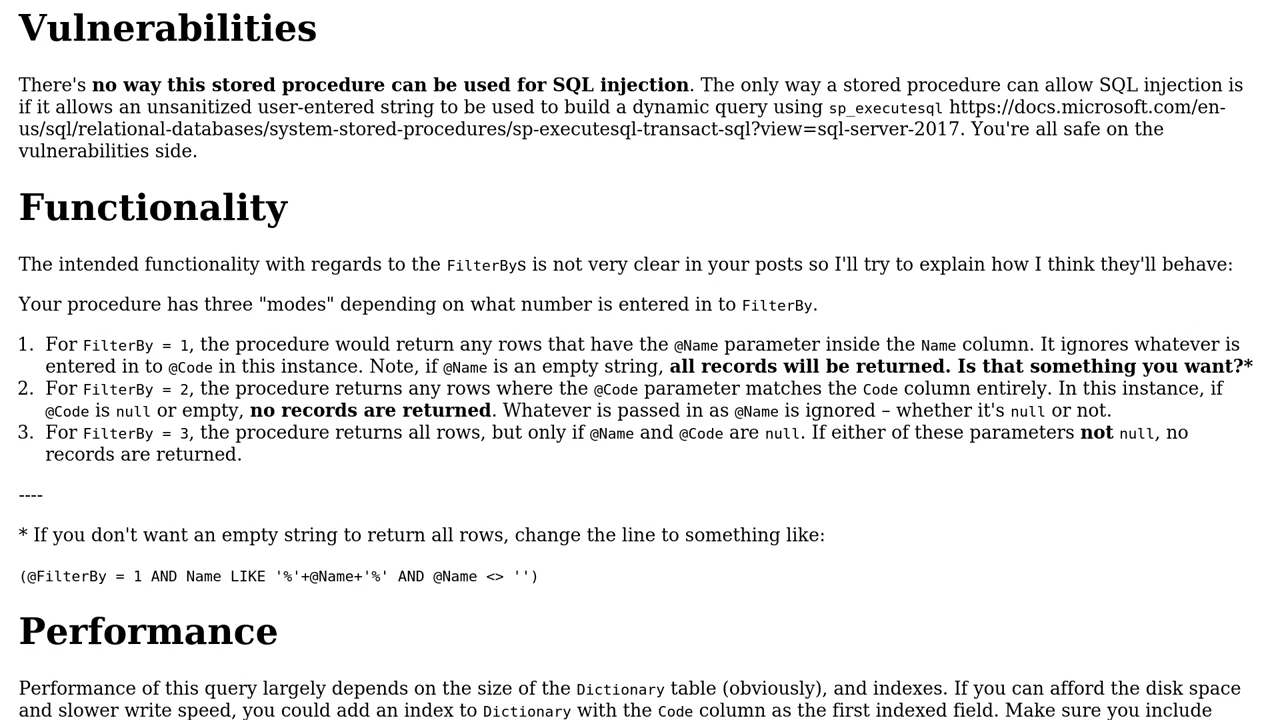 Vulnerabilities
There's no way this stored procedure can be used for SQL injection. The only way a stored procedure can allow SQL injection is
if it allows an unsanitized user-entered string to be used to build a dynamic query using sp_executesql https://docs.microsoft.com/en-
us/sql/relational-databases/system-stored-procedures/sp-executesql-transact-sql?view=sql-server-2017. You're all safe on the
vulnerabilities side.
Functionality
The intended functionality with regards to the FilterBys is not very clear in your posts so I'll try to explain how I think they'll behave:
Your procedure has three "modes" depending on what number is entered in to FilterBy.
1. For FilterBy = 1, the procedure would return any rows that have the @Name parameter inside the Name column. It ignores whatever is
entered in to @Code in this instance. Note, if @Name is an empty string, all records will be returned. Is that something you want?*
2. For FilterBy = 2, the procedure returns any rows where the @Code parameter matches the Code column entirely. In this instance, if
@Code is null or empty, no records are returned. Whatever is passed in as @Name is ignored – whether it's null or not.
3. For FilterBy = 3, the procedure returns all rows, but only if @Name and @Code are null. If either of these parameters not null, no
records are returned.
----
* If you don't want an empty string to return all rows, change the line to something like:
(@FilterBy = 1 AND Name LIKE '%'+@Name+'%' AND @Name <> '')
Performance
Performance of this query largely depends on the size of the Dictionary table (obviously), and indexes. If you can afford the disk space
and slower write speed, you could add an index to Dictionary with the Code column as the first indexed field. Make sure you include